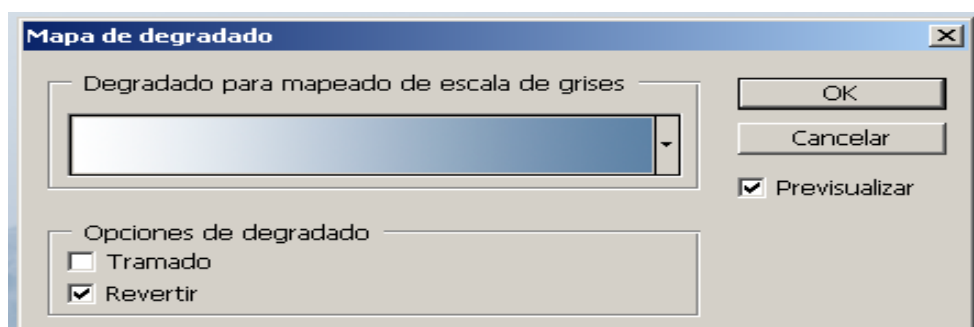 Mapa de degradado
Degradado para mapeado de escala de grises
OK
Cancelar
Previsualizar
Opciones de degradado
Tramado
Revertir